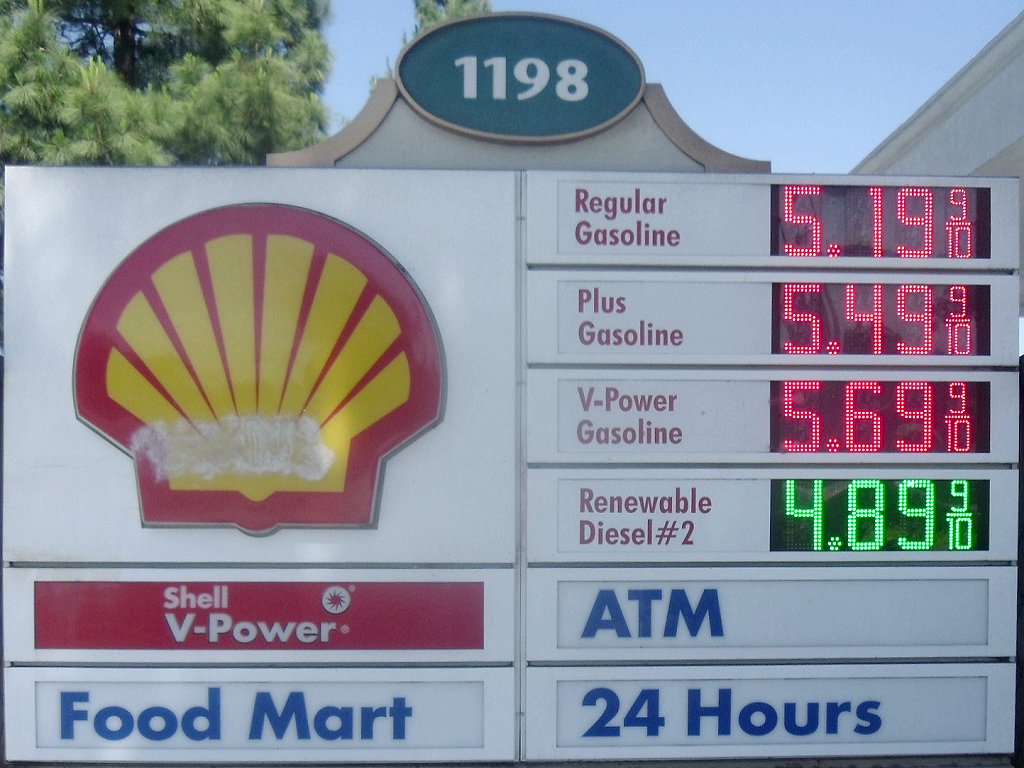 1198
Regular
Gasoline
5.19 9/10
Plus
Gasoline
5.49 9/10
V-Power
Gasoline
5.69 9/10
Renewable
Diesel#2
4.89 9/10
Shell
V-Power®
ATM
Food Mart
24 Hours